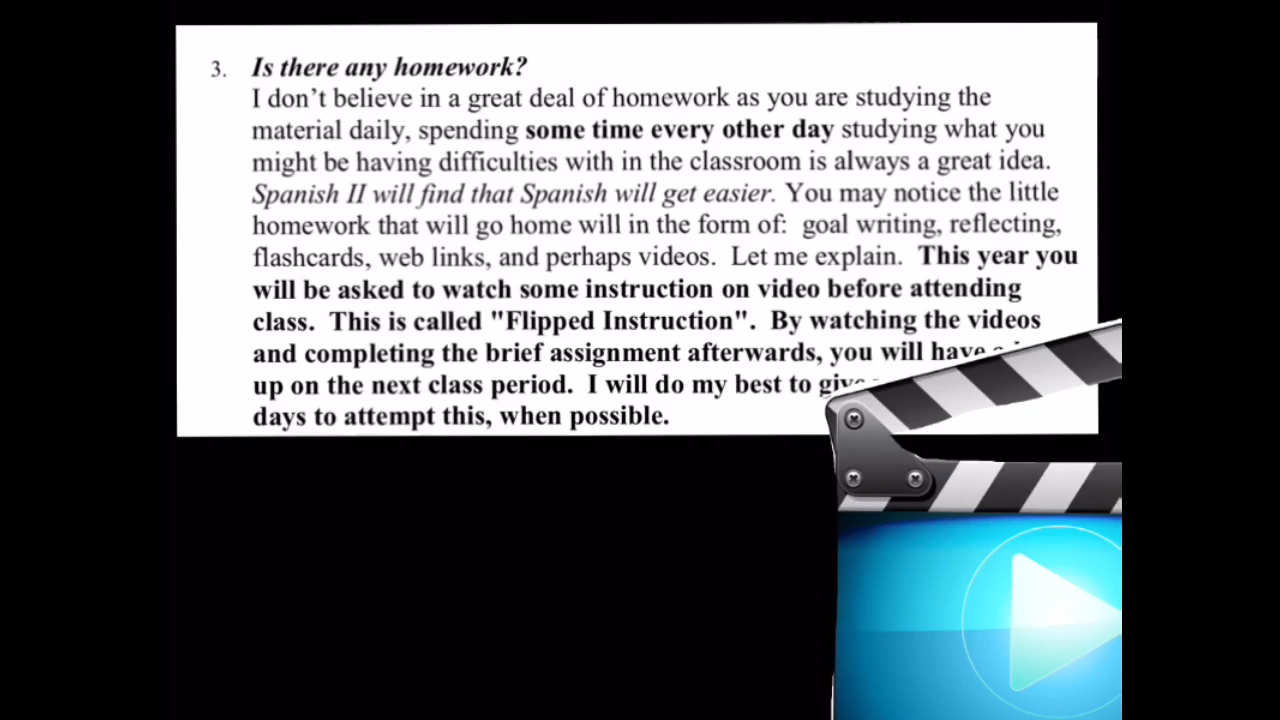 3. Is there any homework?
I don’t believe in a great deal of homework as you are studying the
material daily, spending some time every other day studying what you
might be having difficulties with in the classroom is always a great idea.
Spanish II will find that Spanish will get easier. You may notice the little
homework that will go home will in the form of: goal writing, reflecting,
flashcards, web links, and perhaps videos. Let me explain. This year you
will be asked to watch some instruction on video before attending
class. This is called "Flipped Instruction". By watching the videos
and completing the brief assignment afterwards, you will have
up on the next class period. I will do my best to give
days to attempt this, when possible.